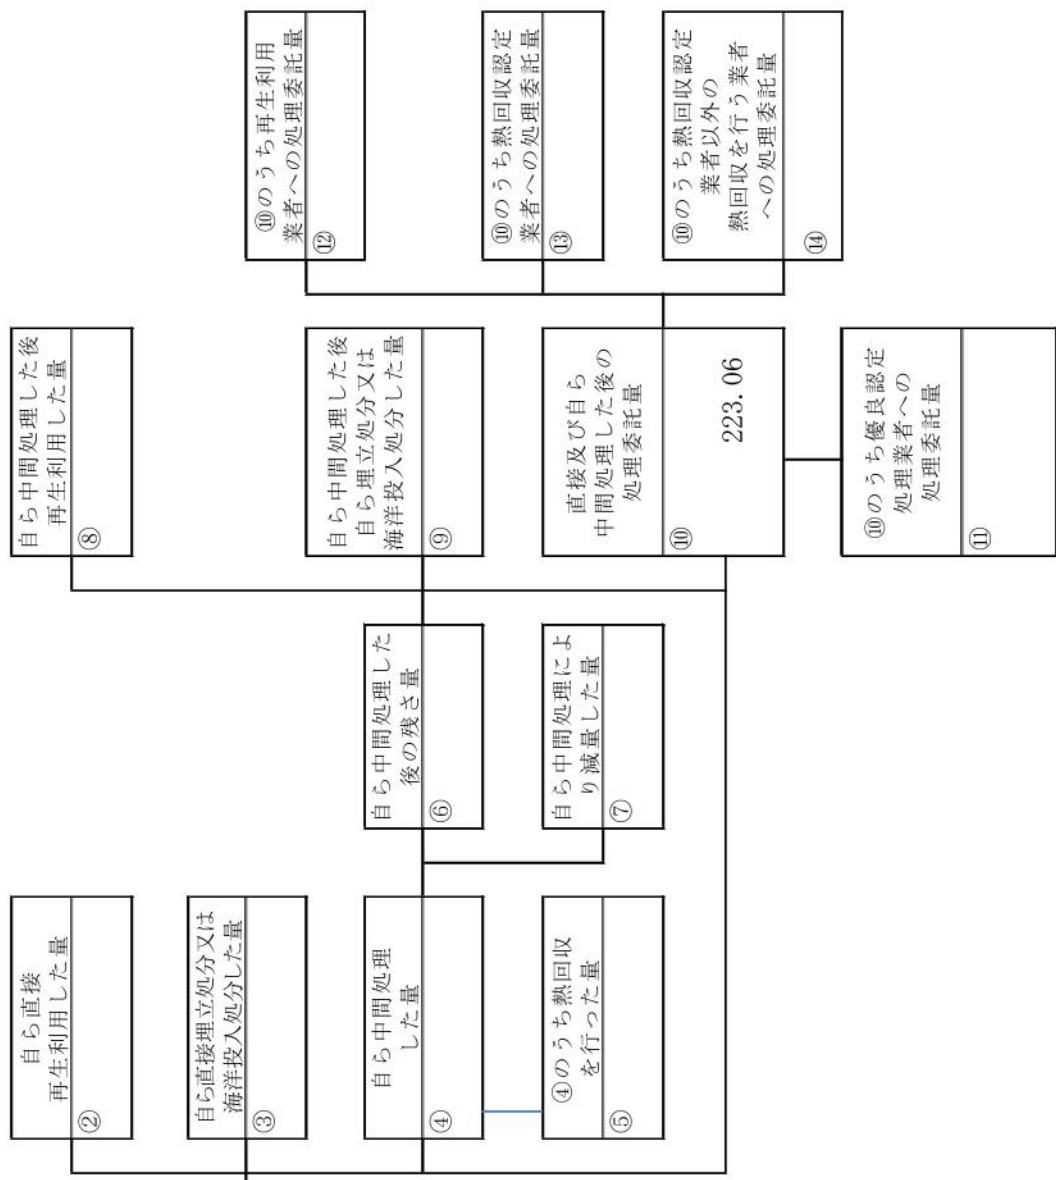 自ら直接
再生利用した量
②
自ら直接埋立処分又は
海洋投入処分した量
③
自ら中間処理
した量
④
④のうち熱回収
を行った量
⑤
自ら中間処理した
後の残さ量
⑥
自ら中間処理によ
り減量した量
⑦
自ら中間処理した後
再生利用した量
⑧
自ら中間処理した後
自ら埋立処分又は
海洋投入処分した量
⑨
直接及び自ら
中間処理した後の
処理委託量
⑩
223.06
⑩のうち優良認定
処理業者への
処理委託量
⑪
⑩のうち再生利用
業者への処理委託量
⑫
⑩のうち熱回収認定
業者への処理委託量
⑬
⑩のうち熱回収認定
業者以外の
熱回収を行う業者
への処理委託量
⑭